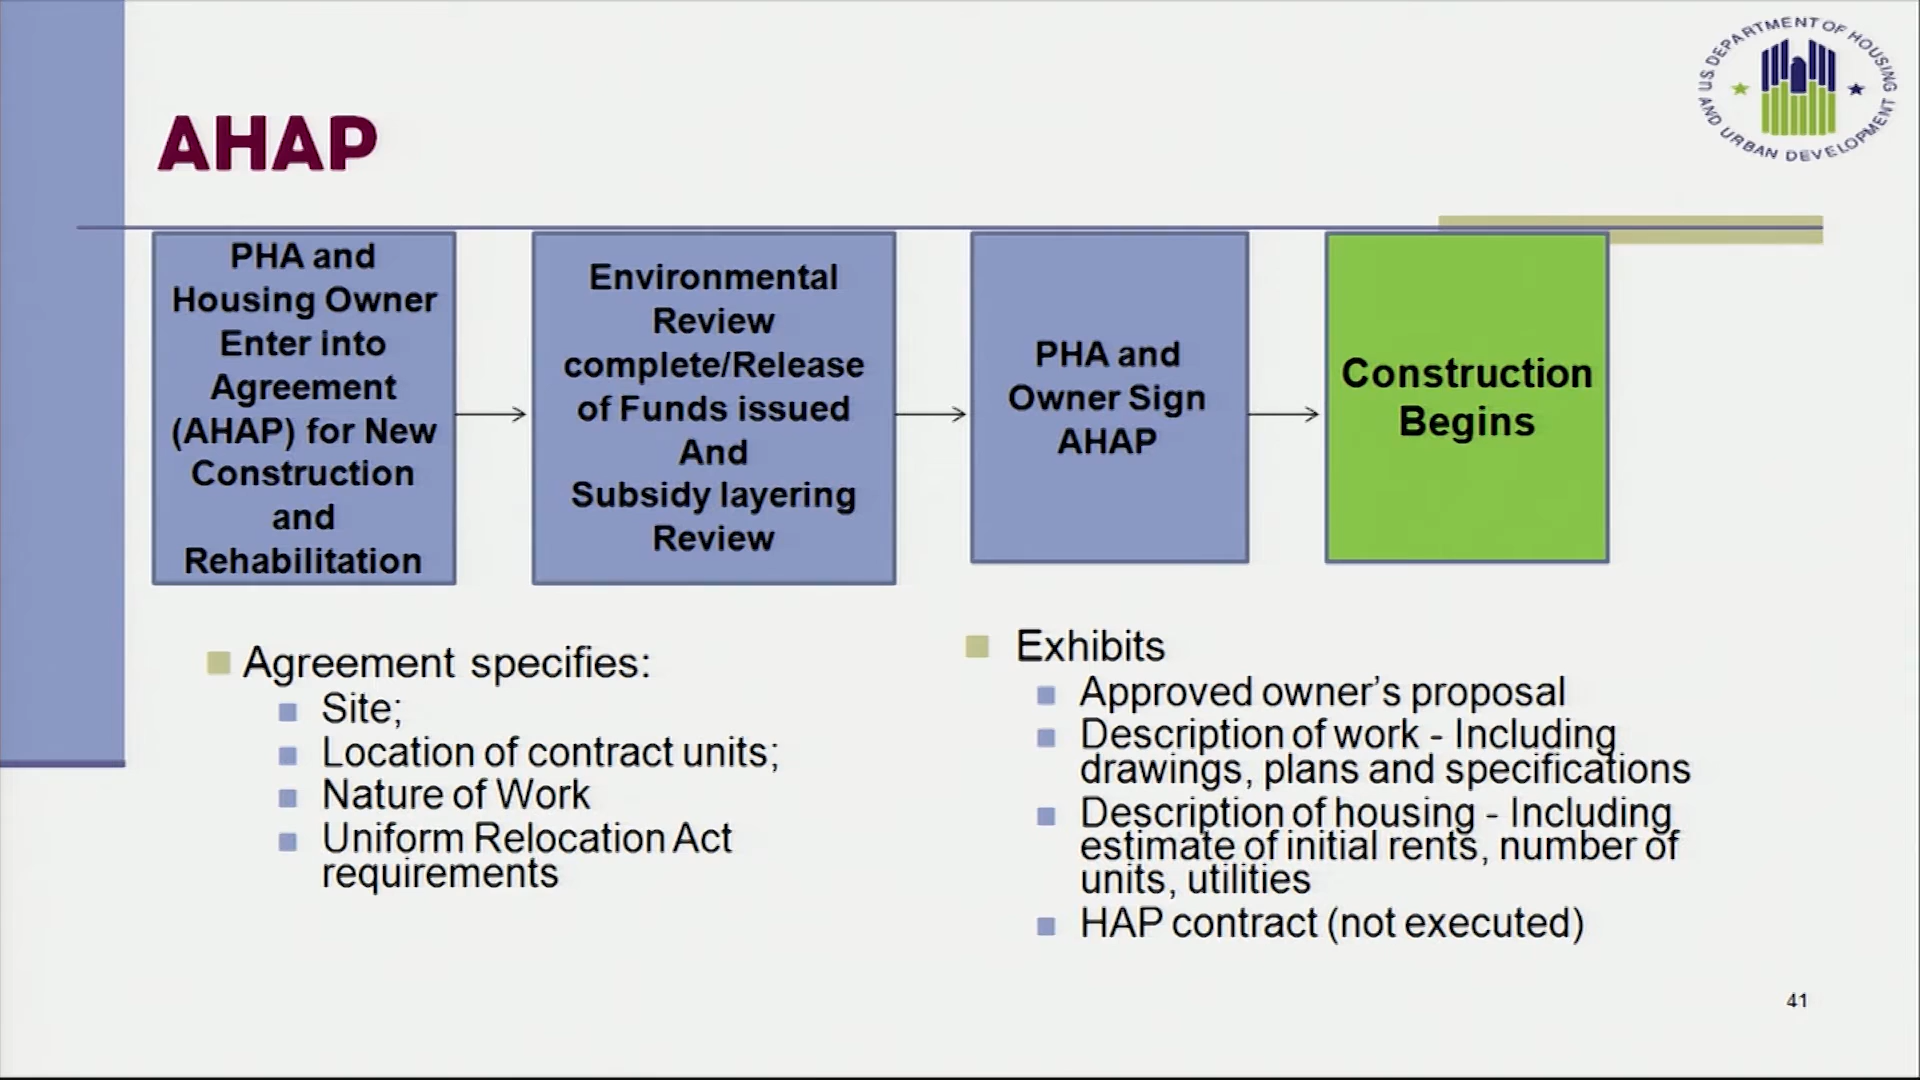 US DEPARTMENT OF HOUSING
AND URBAN DEVELOPMENT
AHAP
PHA and
Housing Owner
Enter into
Agreement
(AHAP) for New
Construction
and
Rehabilitation
Environmental
Review
complete/Release
of Funds issued
And
Subsidy layering
Review
PHA and
Owner Sign
AHAP
Construction
Begins
Agreement specifies:
Site;
Location of contract units;
Nature of Work
Uniform Relocation Act
requirements
Exhibits
Approved owner’s proposal
Description of work - Including
drawings, plans and specifications
Description of housing - Including
estimate of initial rents, number of
units, utilities
HAP contract (not executed)
41